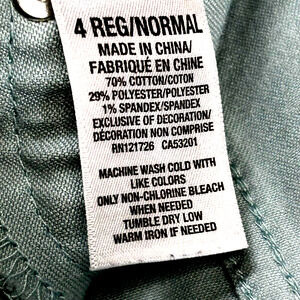 4 REG/NORMAL
MADE IN CHINA/
FABRIQUÉ EN CHINE
70% COTTON/COTON
29% POLYESTER/POLYESTER
1% SPANDEX/SPANDEX
EXCLUSIVE OF DECORATION/
DÉCORATION NON COMPRISE
RN121726 CA53201
MACHINE WASH COLD WITH
LIKE COLORS
ONLY NON-CHLORINE BLEACH
WHEN NEEDED
TUMBLE DRY LOW
WARM IRON IF NEEDED